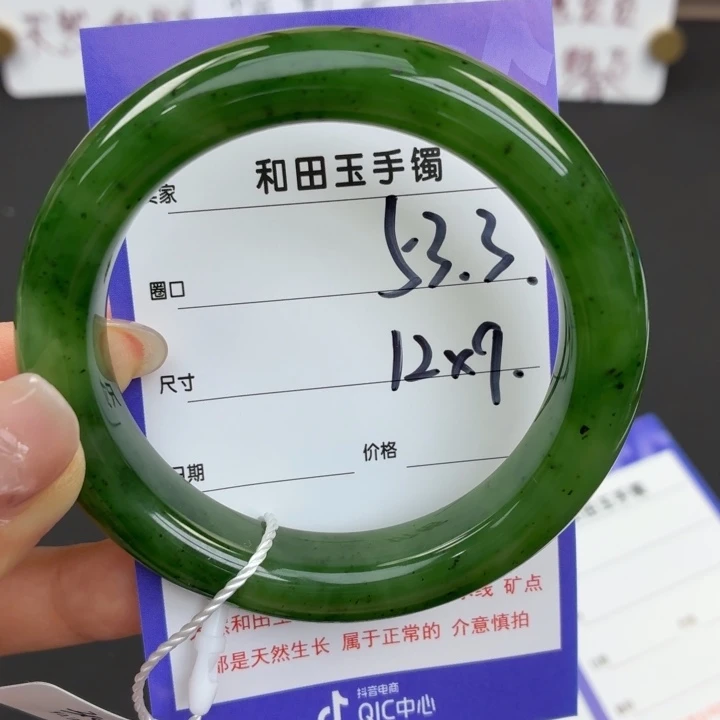 和田玉手镯
家
53.3.
圈口
12x9.
尺寸
日期
价格
矿点
和田玉
都是天然生长 属于正常的 介意慎拍
抖音电商
QIC中心